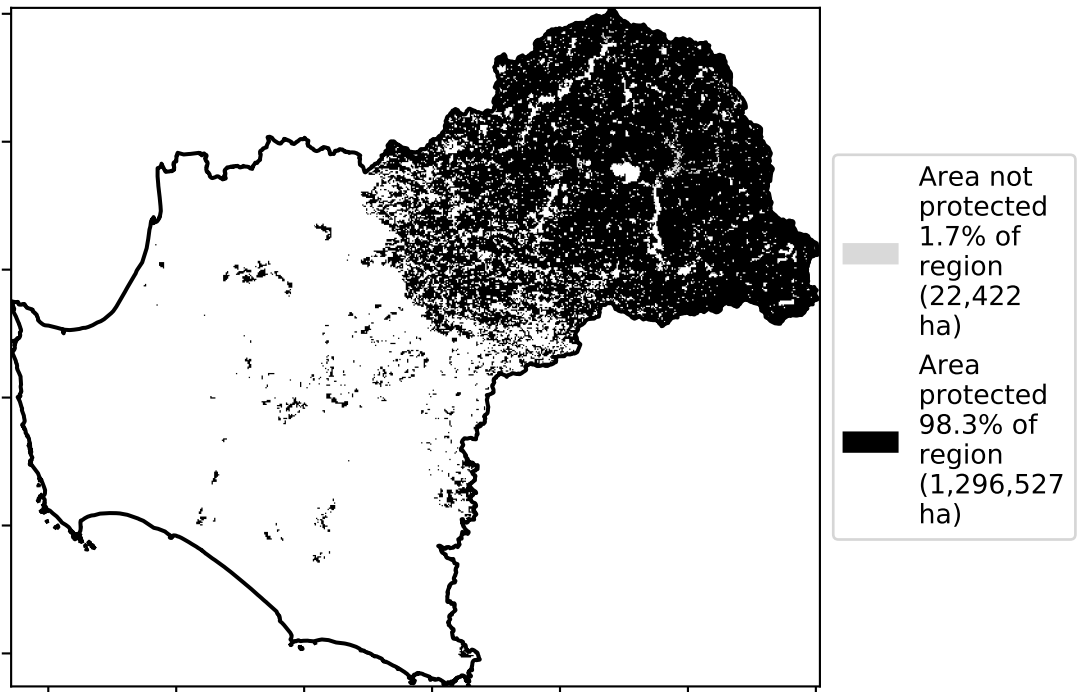 Area not
protected
1.7% of
region
(22,422
ha)
Area
protected
98.3% of
region
(1,296,527
ha)